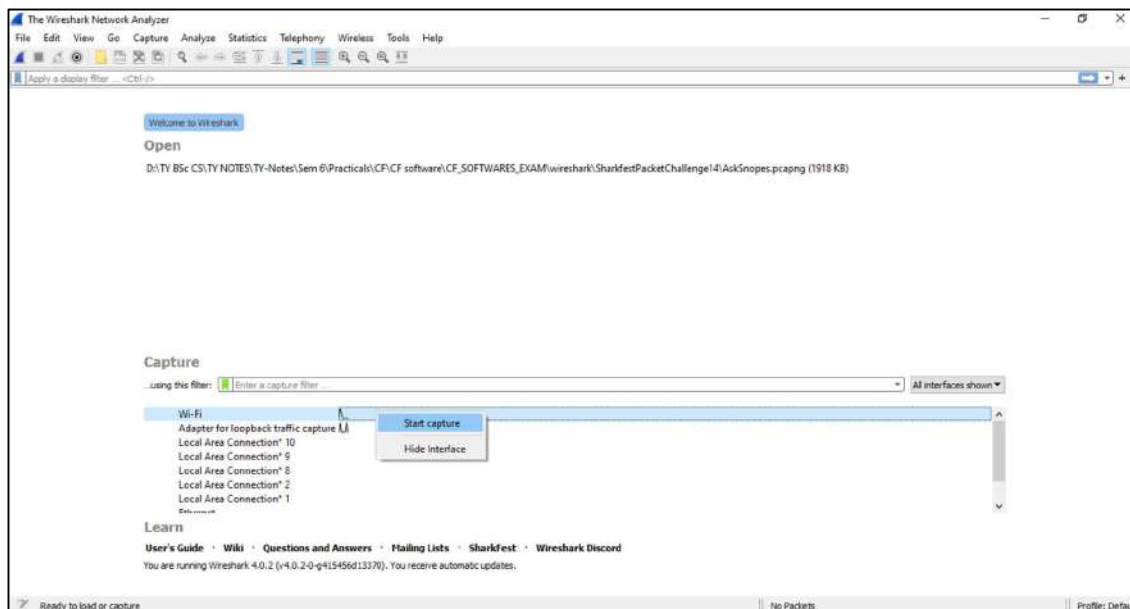 The Wireshark Network Analyzer
File Edit View Go Capture Analyze Statistics Telephony Wireless Tools Help
Apply a display filter ... <Ctrl-/>
Welcome to Wireshark
Open
D:\TY BSc CS\TY NOTES\TY-Notes\Sem 6\Practicals\CF\CF software\CF_SOFTWARES_EXAM\wireshark\SharkfestPacketChallenge14\AskSnopes.pcapng (1918 KB)
Capture
...using this filter: Enter a capture filter ... All interfaces shown
Wi-Fi
Start capture
Adapter for loopback traffic capture
Local Area Connection* 10
Hide Interface
Local Area Connection* 9
Local Area Connection* 8
Local Area Connection* 2
Local Area Connection* 1
Ethernet
Learn
User's Guide · Wiki · Questions and Answers · Mailing Lists · SharkFest · Wireshark Discord
You are running Wireshark 4.0.2 (v4.0.2-0-g415456d13370). You receive automatic updates.
Ready to load or capture No Packets Profile: Defau